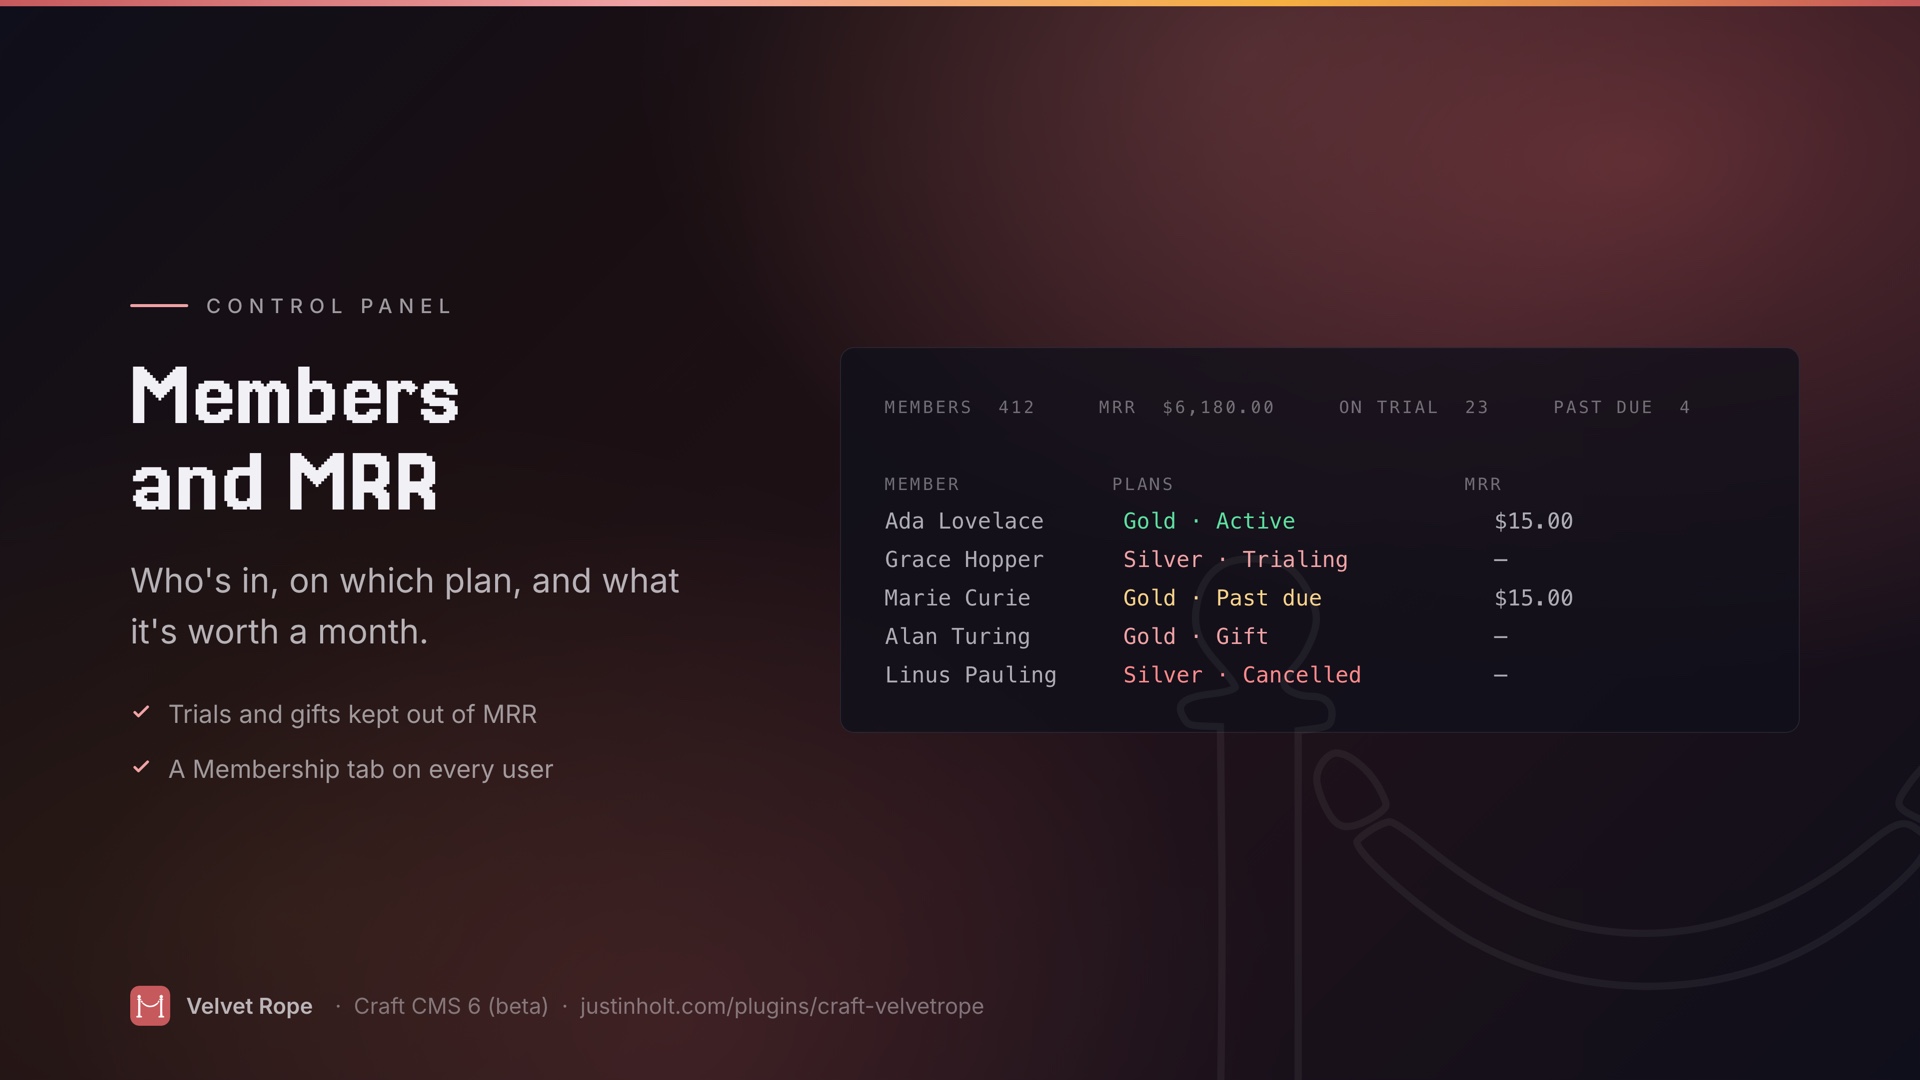 CONTROL PANEL
Members
and MRR
Who's in, on which plan, and what
it's worth a month.
Trials and gifts kept out of MRR
A Membership tab on every user
MEMBERS 412 MRR $6,180.00 ON TRIAL 23 PAST DUE 4
MEMBER PLANS MRR
Ada Lovelace Gold · Active $15.00
Grace Hopper Silver · Trialing —
Marie Curie Gold · Past due $15.00
Alan Turing Gold · Gift —
Linus Pauling Silver · Cancelled —
Velvet Rope · Craft CMS 6 (beta) · justinholt.com/plugins/craft-velvetrope